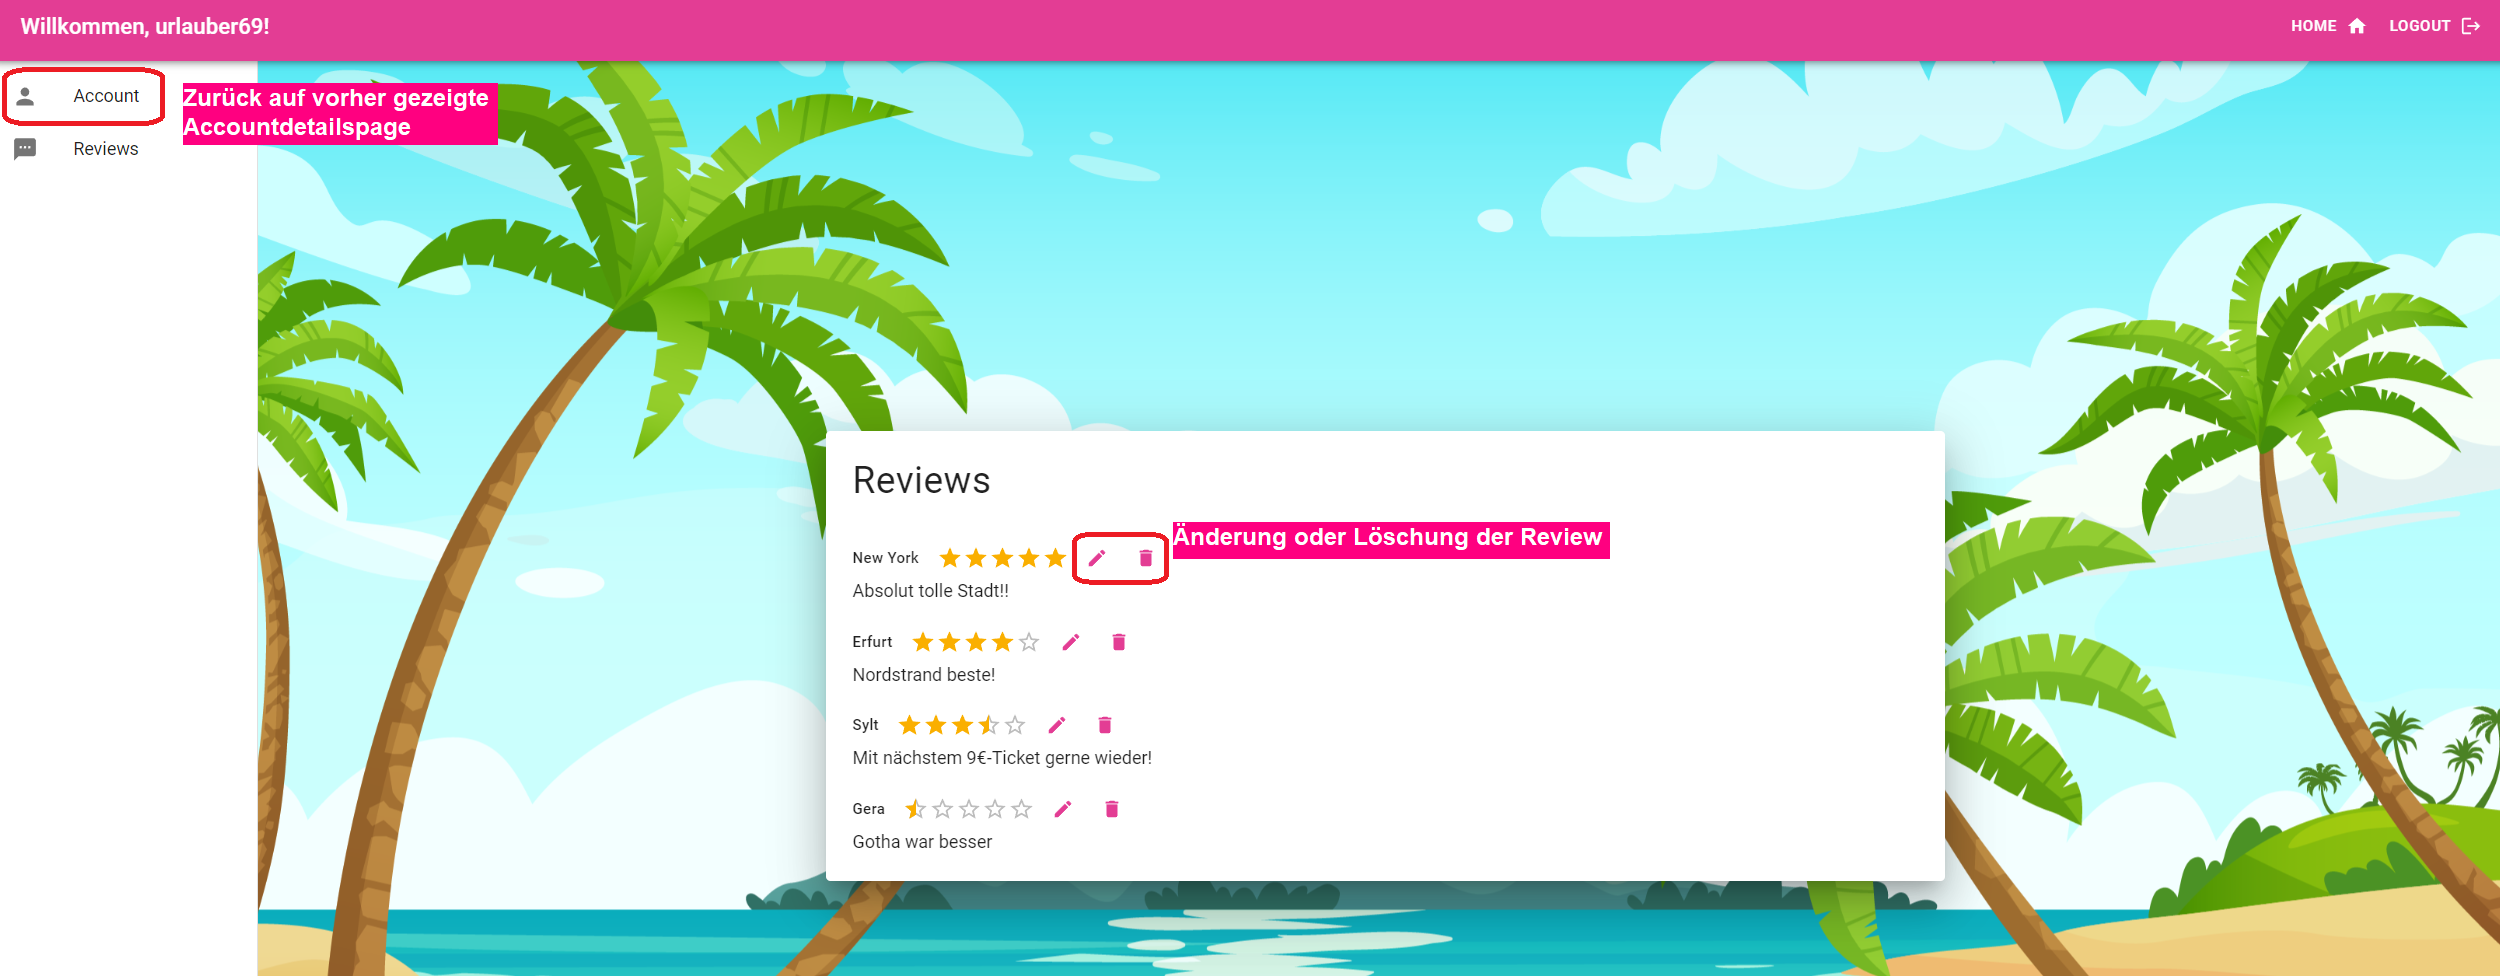 Willkommen, urlauber69!
HOME
LOGOUT
Account
Zurück auf vorher gezeigte
Accountdetailspage
Reviews
Reviews
Änderung oder Löschung der Review
New York
Absolut tolle Stadt!!
Erfurt
Nordstrand beste!
Sylt
Mit nächstem 9€-Ticket gerne wieder!
Gera
Gotha war besser